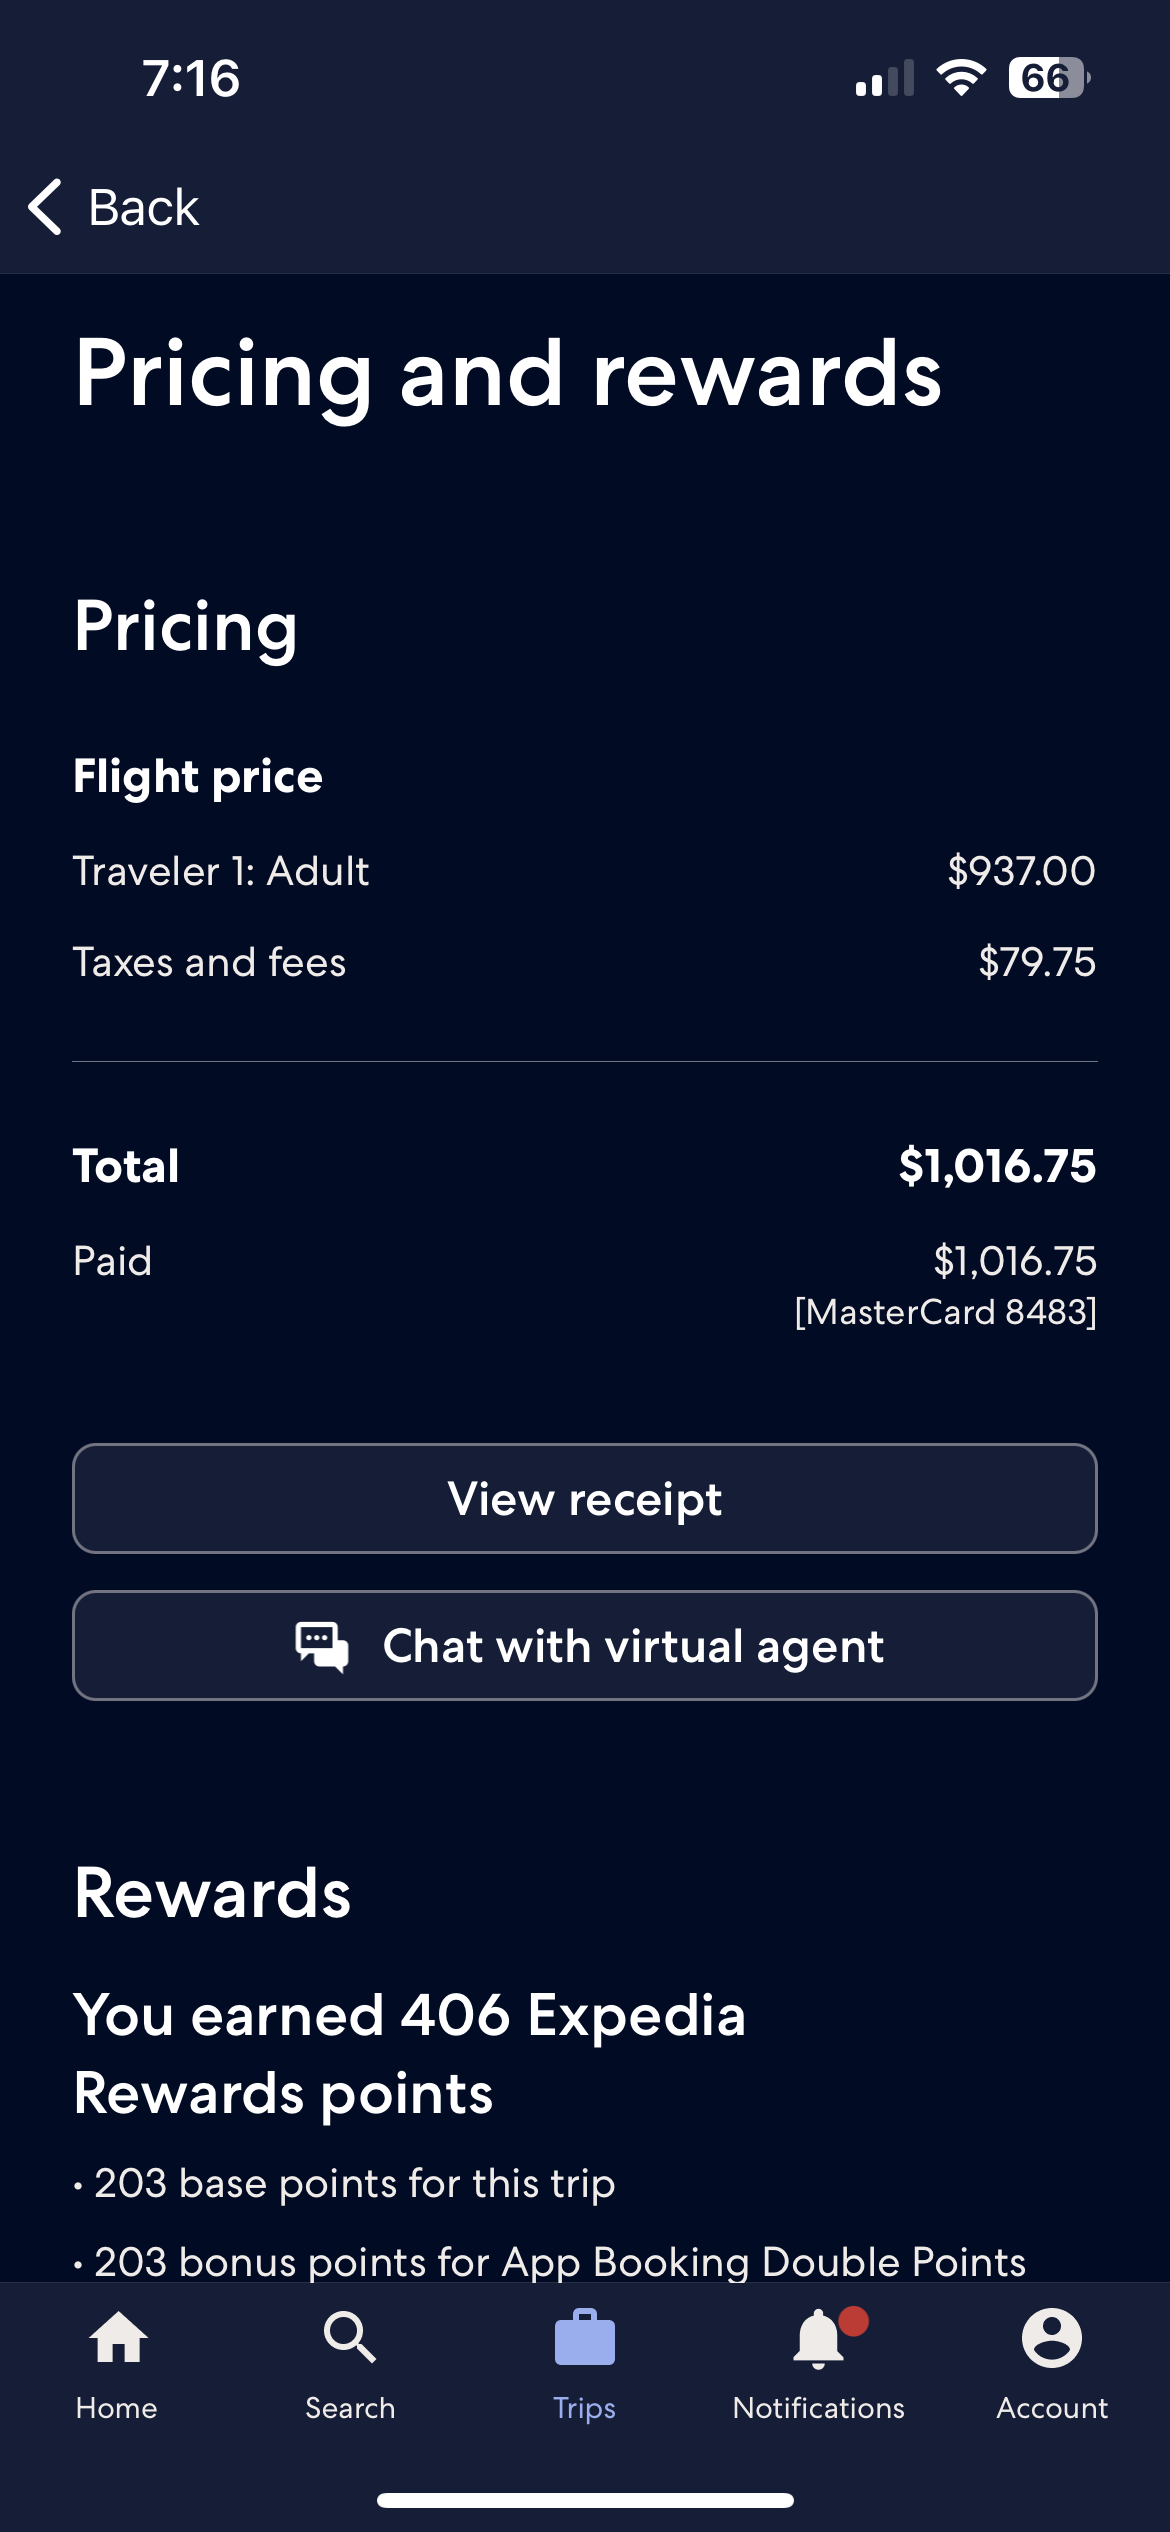 7:16
66
Back
Pricing and rewards
Pricing
Flight price
Traveler 1: Adult $937.00
Taxes and fees $79.75
Total $1,016.75
Paid $1,016.75
[MasterCard 8483]
View receipt
Chat with virtual agent
Rewards
You earned 406 Expedia
Rewards points
• 203 base points for this trip
• 203 bonus points for App Booking Double Points
Home Search Trips Notifications Account